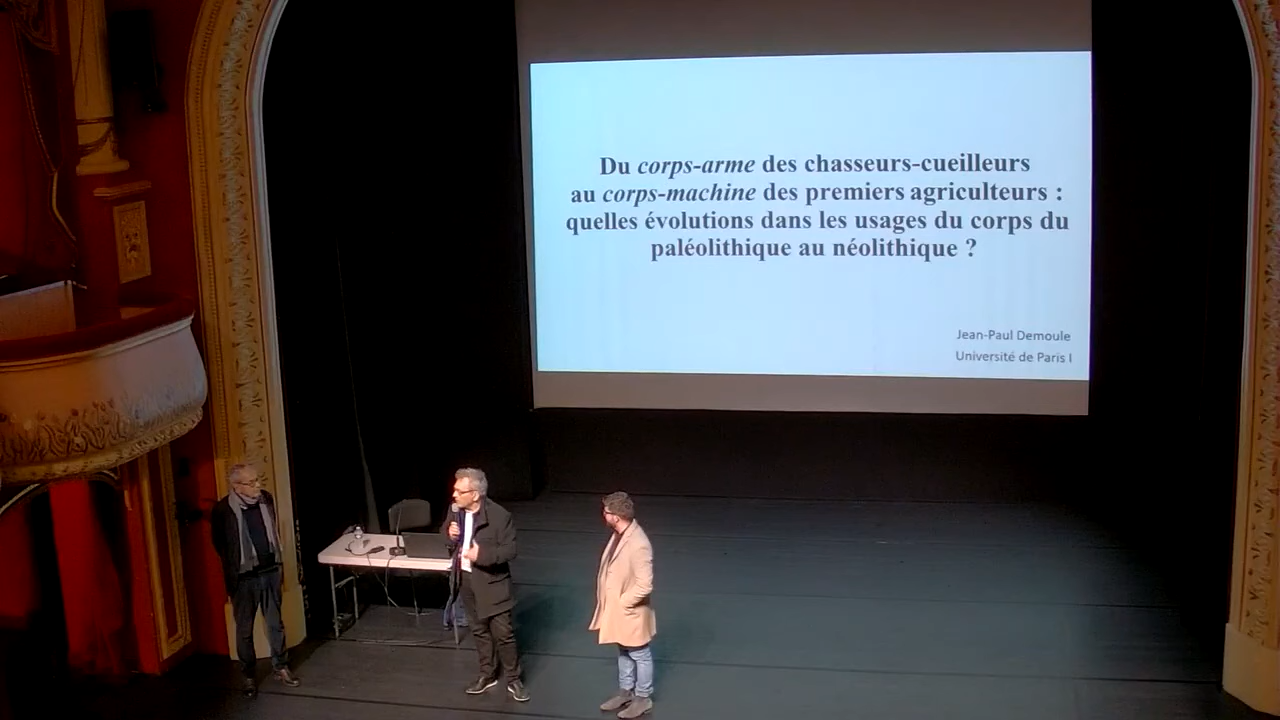 Du corps-arme des chasseurs-cueilleurs
au corps-machine des premiers agriculteurs :
quelles évolutions dans les usages du corps du
paléolithique au néolithique ?
Jean-Paul Demoule
Université de Paris I